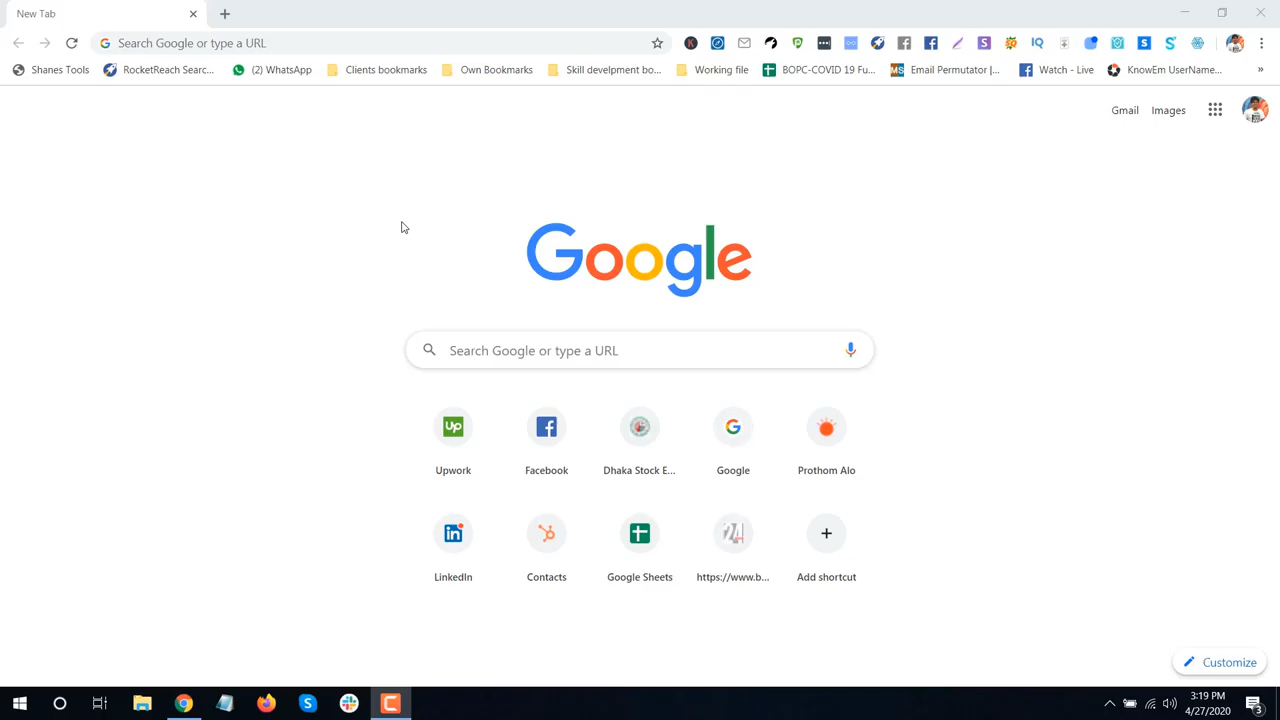 New Tab
Search Google or type a URL
Shanes Tools
RocketReach Searc...
(2) WhatsApp
Clients bookmarks
Own Bookmarks
Skill develpment bo...
Working file
BOPC-COVID 19 Fu...
Email Permutator |...
Watch - Live
KnowEm UserName...
»
Gmail
Images
Google
Search Google or type a URL
Upwork
Facebook
Dhaka Stock E...
Google
Prothom Alo
LinkedIn
Contacts
Google Sheets
https://www.b...
Add shortcut
Customize
3:19 PM
4/27/2020
3